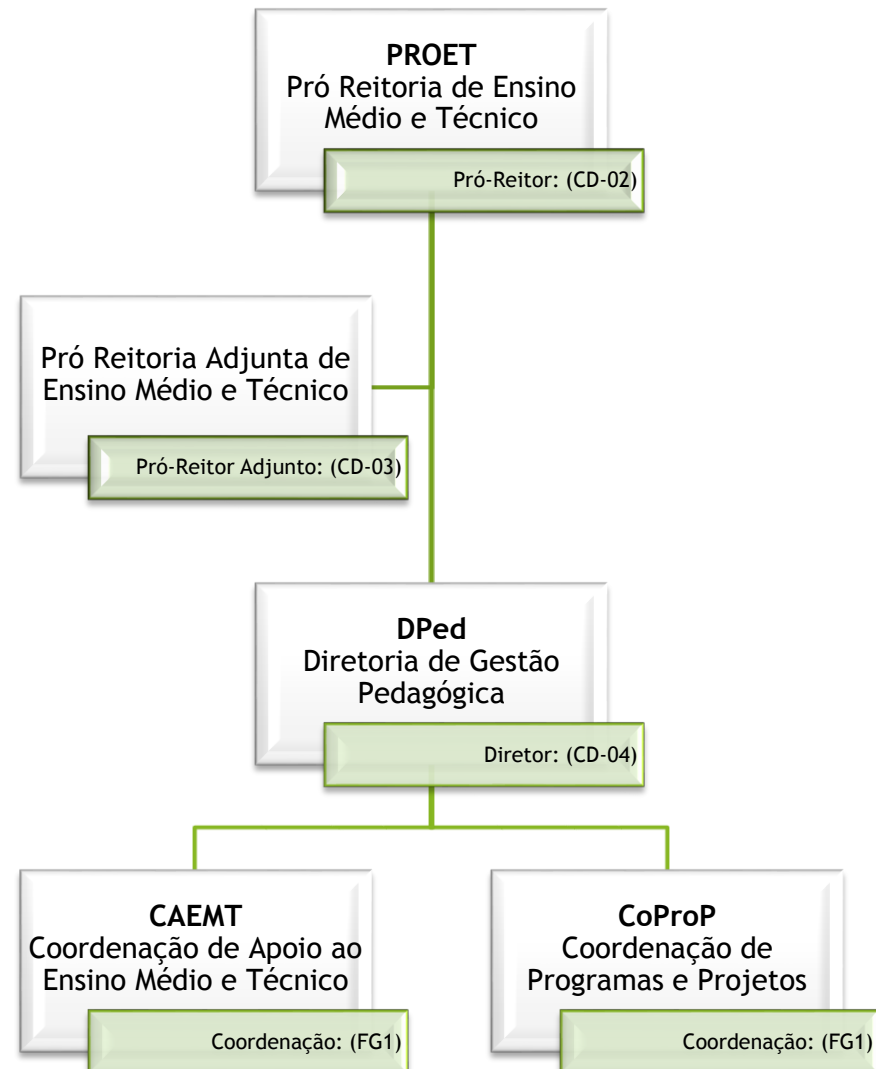 PROET
Pró Reitoria de Ensino
Médio e Técnico
Pró-Reitor: (CD-02)
Pró Reitoria Adjunta de
Ensino Médio e Técnico
Pró-Reitor Adjunto: (CD-03)
DPed
Diretoria de Gestão
Pedagógica
Diretor: (CD-04)
CAEMT
Coordenação de Apoio ao
Ensino Médio e Técnico
Coordenação: (FG1)
CoProP
Coordenação de
Programas e Projetos
Coordenação: (FG1)